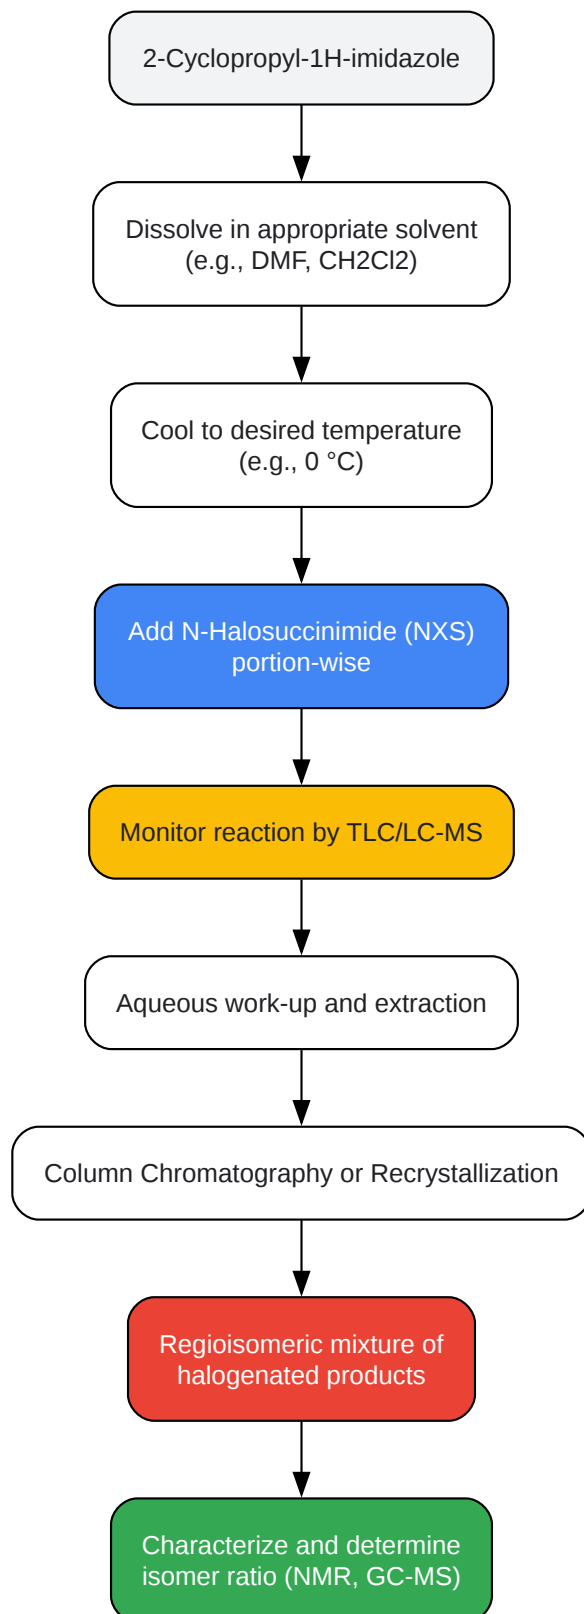 2-Cyclopropyl-1H-imidazole
Dissolve in appropriate solvent
(e.g., DMF, CH2Cl2)
Cool to desired temperature
(e.g., 0 °C)
Add N-Halosuccinimide (NXS)
portion-wise
Monitor reaction by TLC/LC-MS
Aqueous work-up and extraction
Column Chromatography or Recrystallization
Regioisomeric mixture of
halogenated products
Characterize and determine
isomer ratio (NMR, GC-MS)